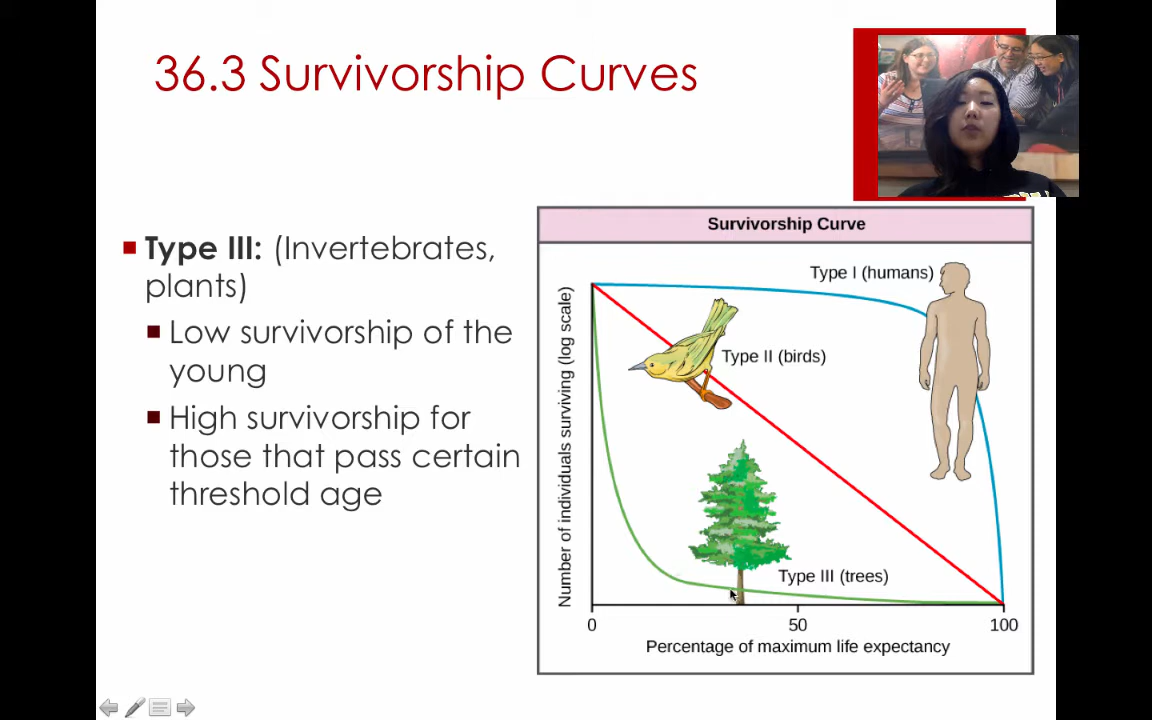 36.3 Survivorship Curves
Type III: (Invertebrates,
plants)
Low survivorship of the
young
High survivorship for
those that pass certain
threshold age
Survivorship Curve
Number of individuals surviving (log scale)
Type I (humans)
Type II (birds)
Type III (trees)
0
50
100
Percentage of maximum life expectancy